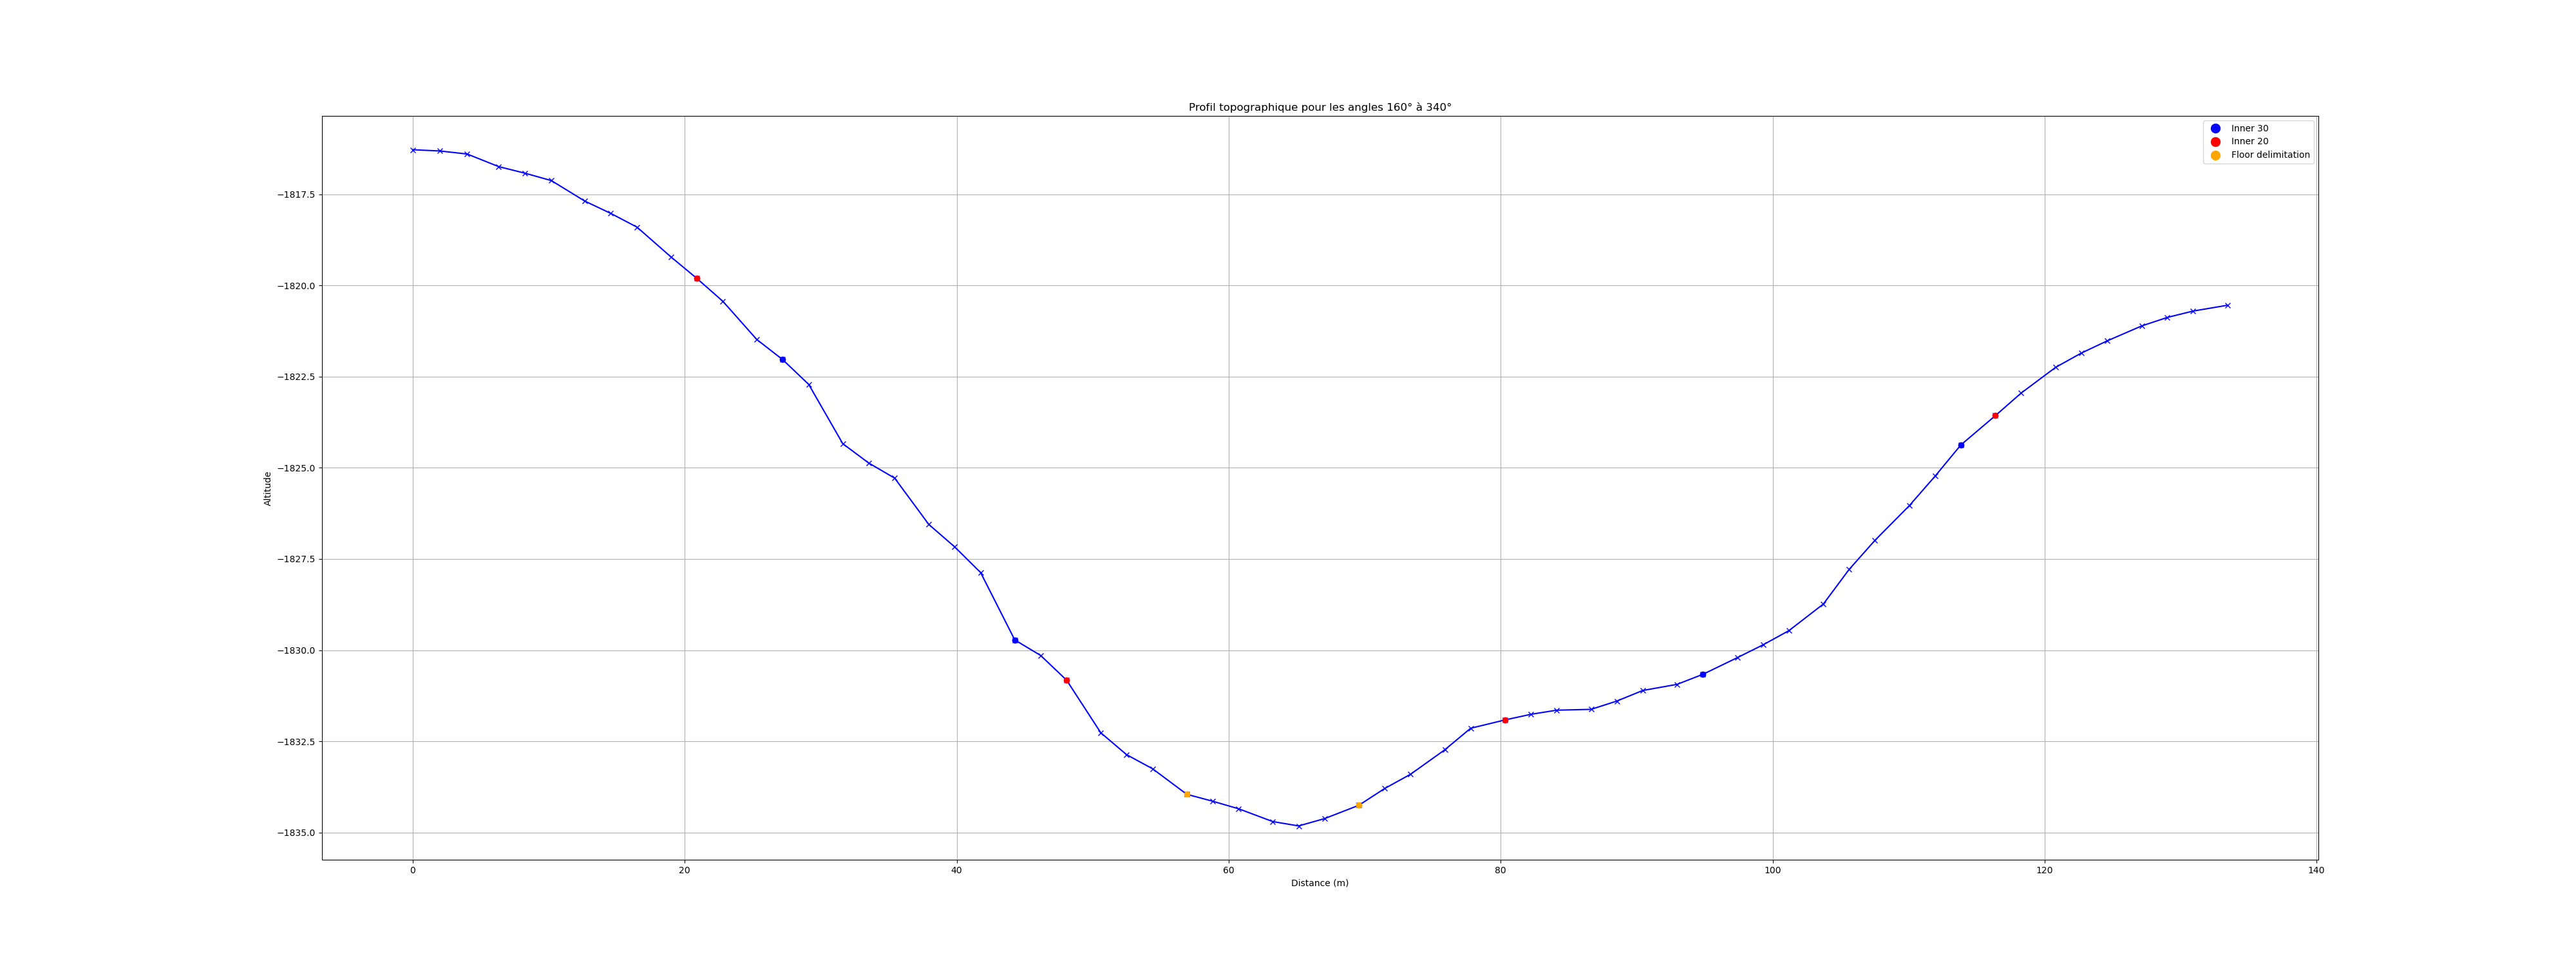 Profil topographique pour les angles 160° à 340°
Inner 30
Inner 20
Floor delimitation
−1817.5
−1820.0
−1822.5
−1825.0
−1827.5
−1830.0
−1832.5
−1835.0
Altitude
0 20 40 60 80 100 120 140
Distance (m)